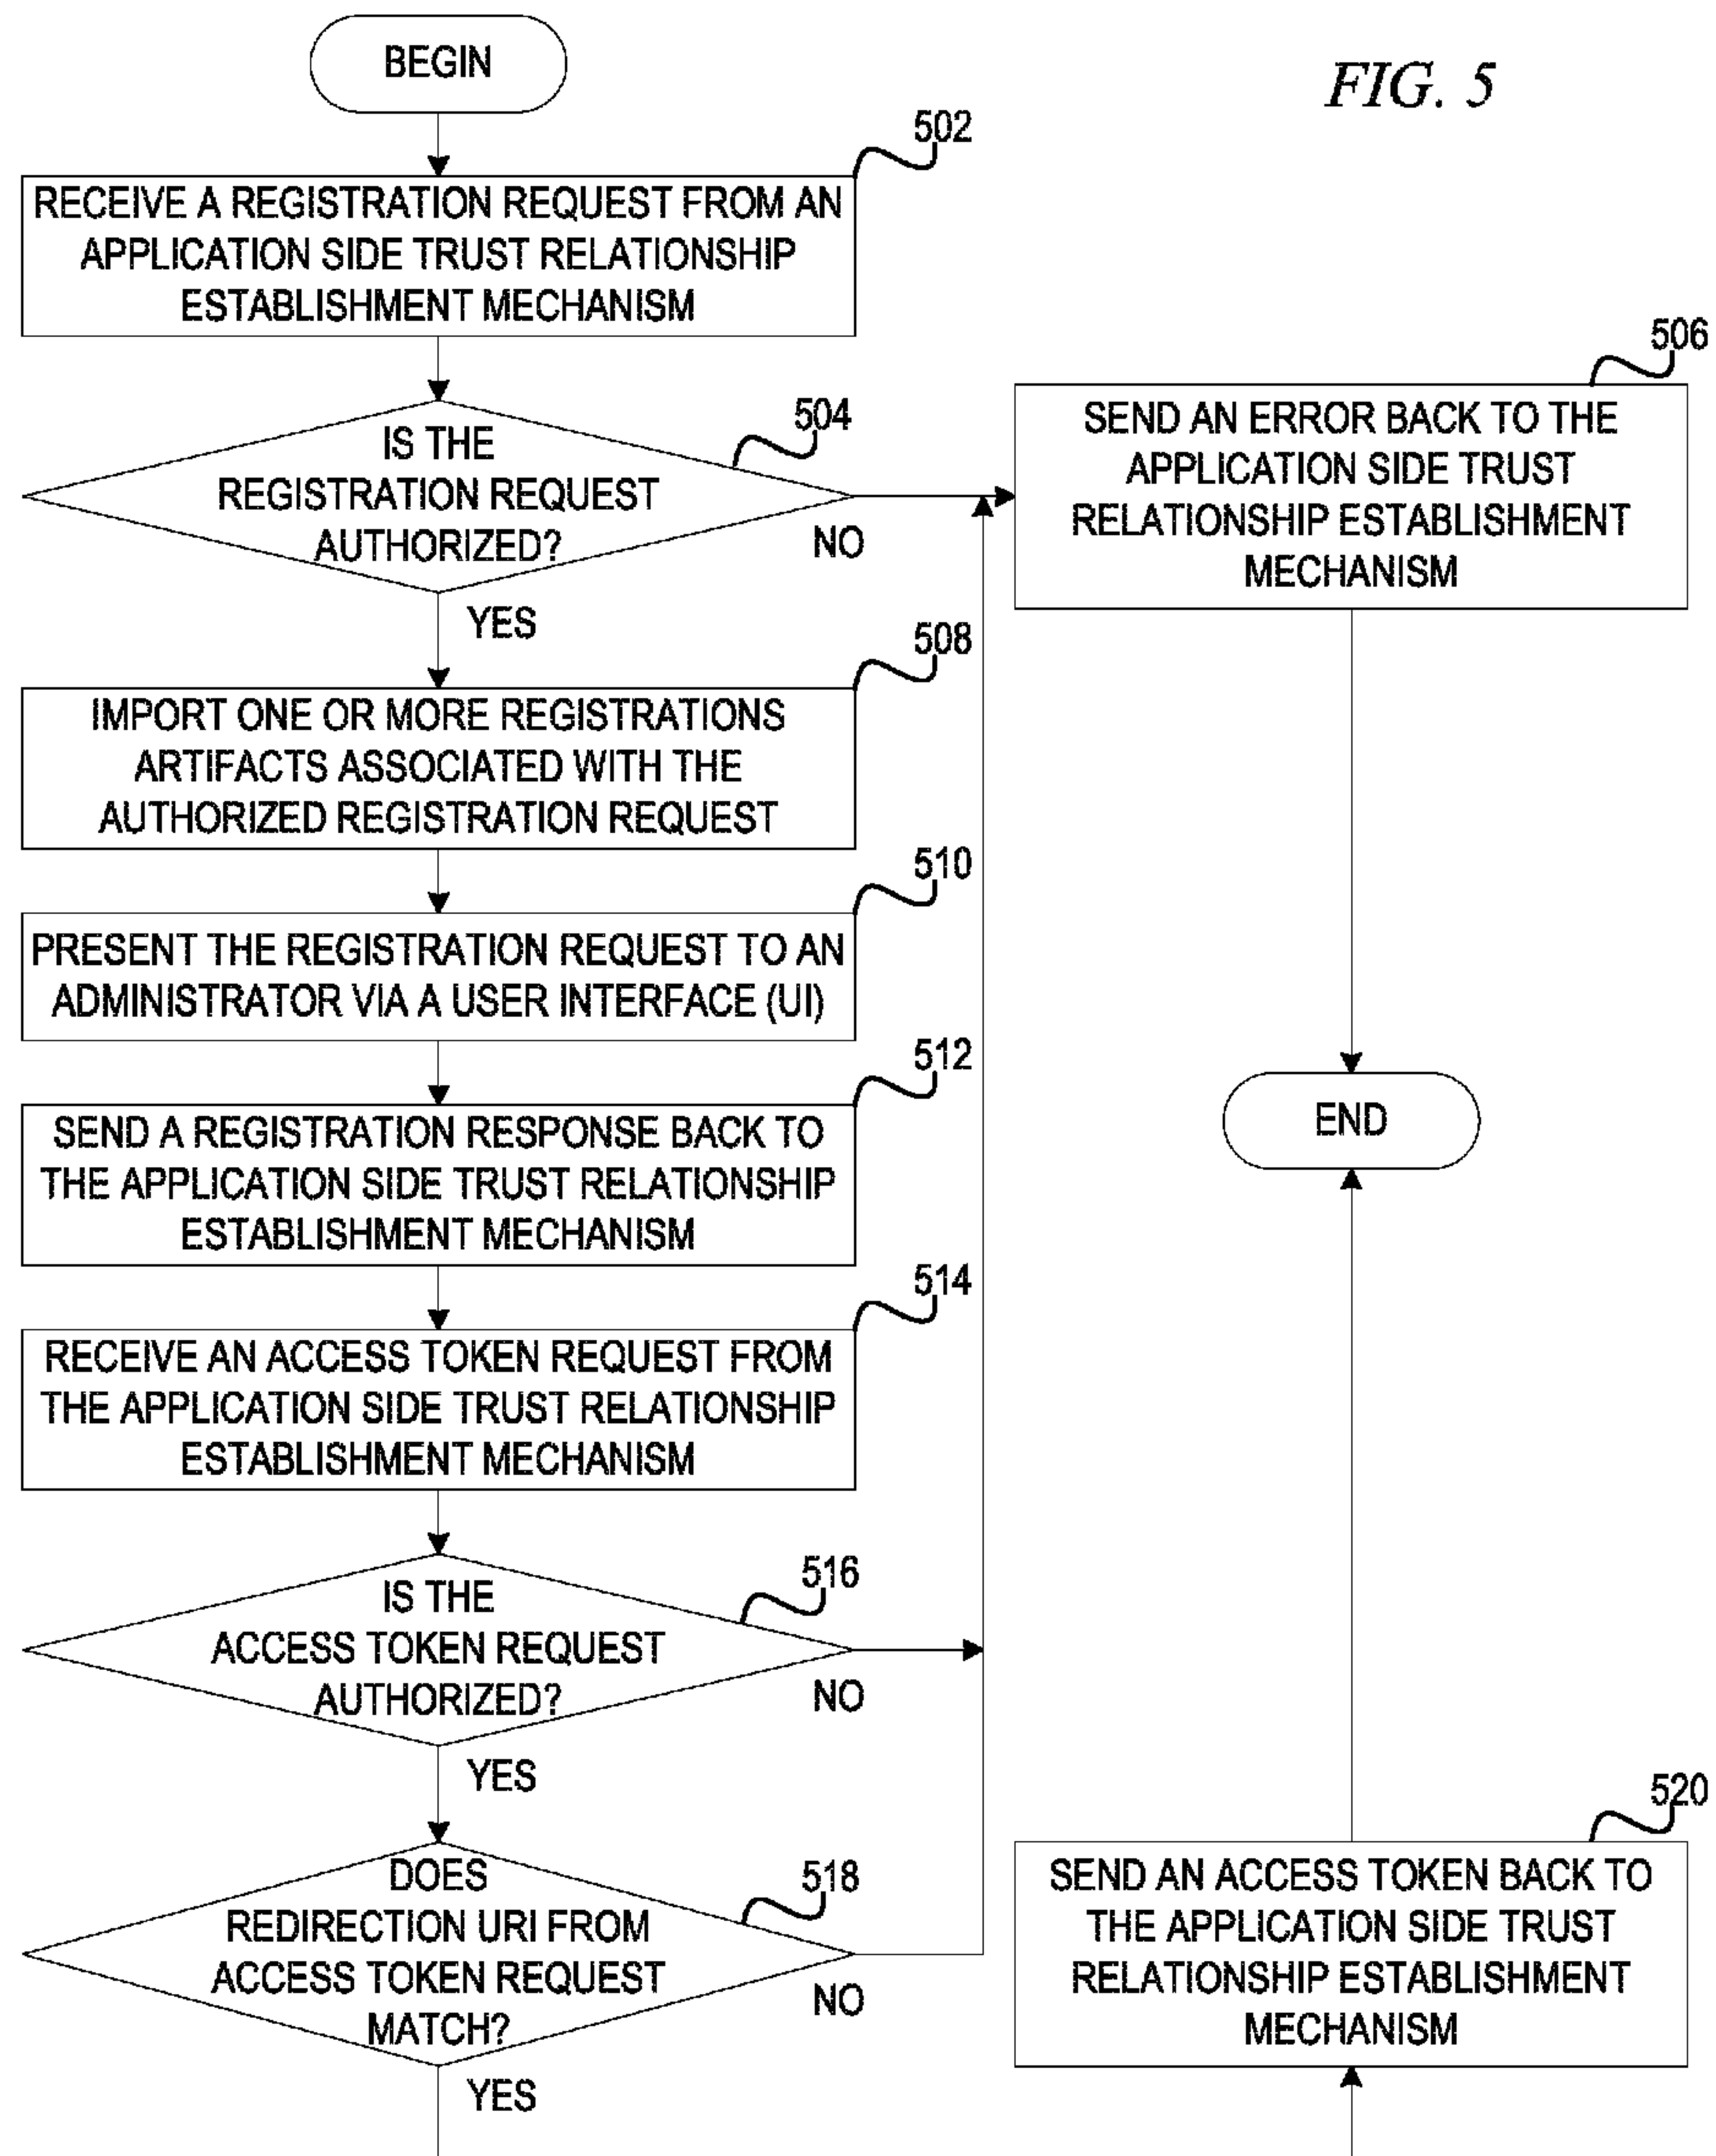 BEGIN
FIG. 5
502
RECEIVE A REGISTRATION REQUEST FROM AN
APPLICATION SIDE TRUST RELATIONSHIP
ESTABLISHMENT MECHANISM
504
IS THE
REGISTRATION REQUEST
AUTHORIZED?
NO
YES
506
SEND AN ERROR BACK TO THE
APPLICATION SIDE TRUST
RELATIONSHIP ESTABLISHMENT
MECHANISM
508
IMPORT ONE OR MORE REGISTRATIONS
ARTIFACTS ASSOCIATED WITH THE
AUTHORIZED REGISTRATION REQUEST
510
PRESENT THE REGISTRATION REQUEST TO AN
ADMINISTRATOR VIA A USER INTERFACE (UI)
512
SEND A REGISTRATION RESPONSE BACK TO
THE APPLICATION SIDE TRUST RELATIONSHIP
ESTABLISHMENT MECHANISM
END
514
RECEIVE AN ACCESS TOKEN REQUEST FROM
THE APPLICATION SIDE TRUST RELATIONSHIP
ESTABLISHMENT MECHANISM
516
IS THE
ACCESS TOKEN REQUEST
AUTHORIZED?
NO
YES
518
DOES
REDIRECTION URI FROM
ACCESS TOKEN REQUEST
MATCH?
NO
YES
520
SEND AN ACCESS TOKEN BACK TO
THE APPLICATION SIDE TRUST
RELATIONSHIP ESTABLISHMENT
MECHANISM